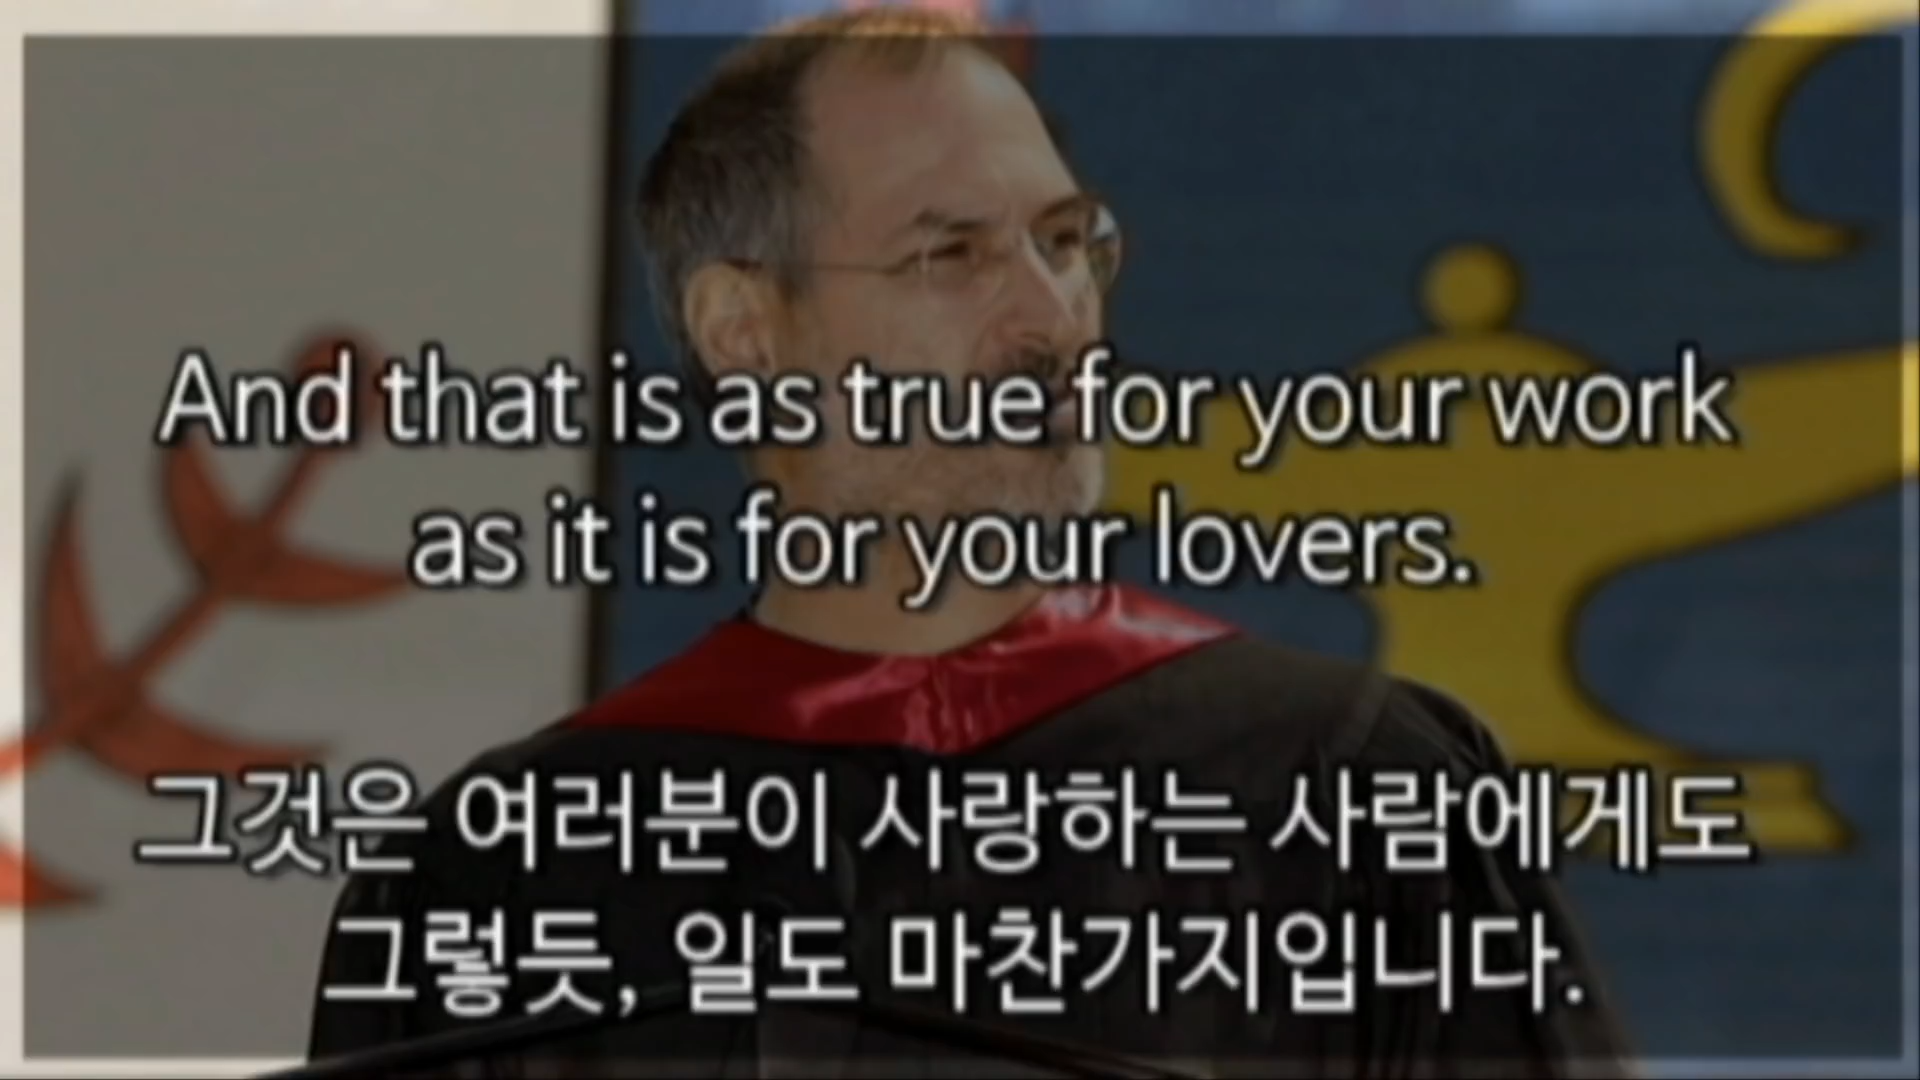 And that is as true for your work
as it is for your lovers.
그것은 여러분이 사랑하는 사람에게도
그렇듯, 일도 마찬가지입니다.